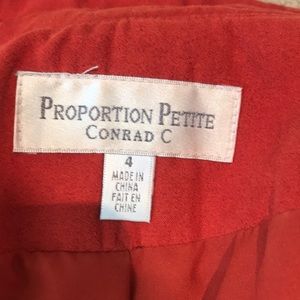 PROPORTION PETITE
CONRAD C
4
MADE IN
CHINA
FAIT EN
CHINE